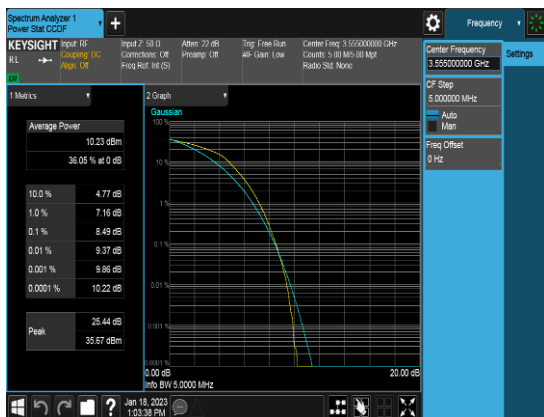 Spectrum Analyzer 1
Power Stat CCDF
+
Frequency
KEYSIGHT
RL
Input: RF
Coupling: DC
Align: Off
Input Z: 50 Ω
Corrections: Off
Freq Ref: Int (S)
Atten: 22 dB
Preamp: Off
Trig: Free Run
#IF Gain: Low
Center Freq: 3.555000000 GHz
Counts: 5.00 M/5.00 Mpt
Radio Std: None
Center Frequency
3.555000000 GHz
Settings
CF Step
5.000000 MHz
Auto
Man
Freq Offset
0 Hz
1 Metrics
2 Graph
Average Power
10.23 dBm
36.05 % at 0 dB
10.0 % 4.77 dB
1.0 % 7.16 dB
0.1 % 8.49 dB
0.01 % 9.37 dB
0.001 % 9.86 dB
0.0001 % 10.22 dB
Peak
25.44 dB
35.67 dBm
Gaussian
100 %
10 %
1 %
0.1 %
0.01 %
0.001 %
0.0001 %
0.00 dB
20.00 dB
Info BW 5.0000 MHz
?
Jan 18, 2023
1:03:38 PM